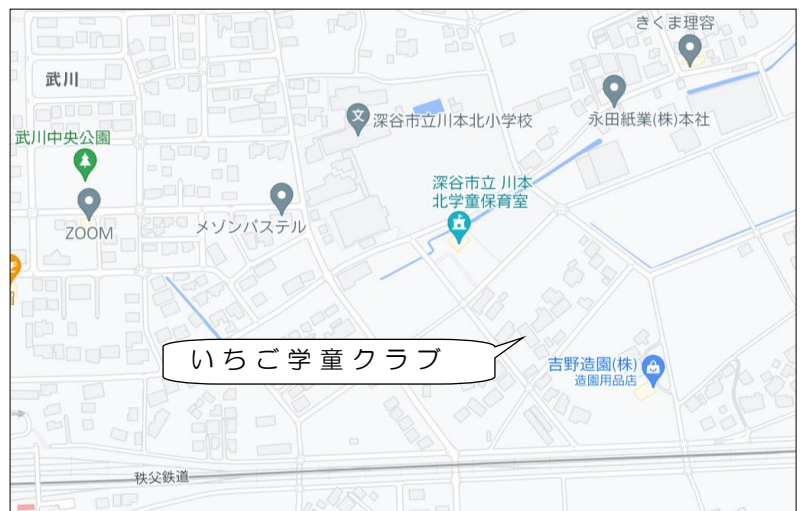 きくま理容
武川
永田紙業(株)本社
深谷市立川本北小学校
武川中央公園
深谷市立 川本
北学童保育室
ZOOM
メゾンパステル
いちご学童クラブ
吉野造園(株)
造園用品店
秩父鉄道